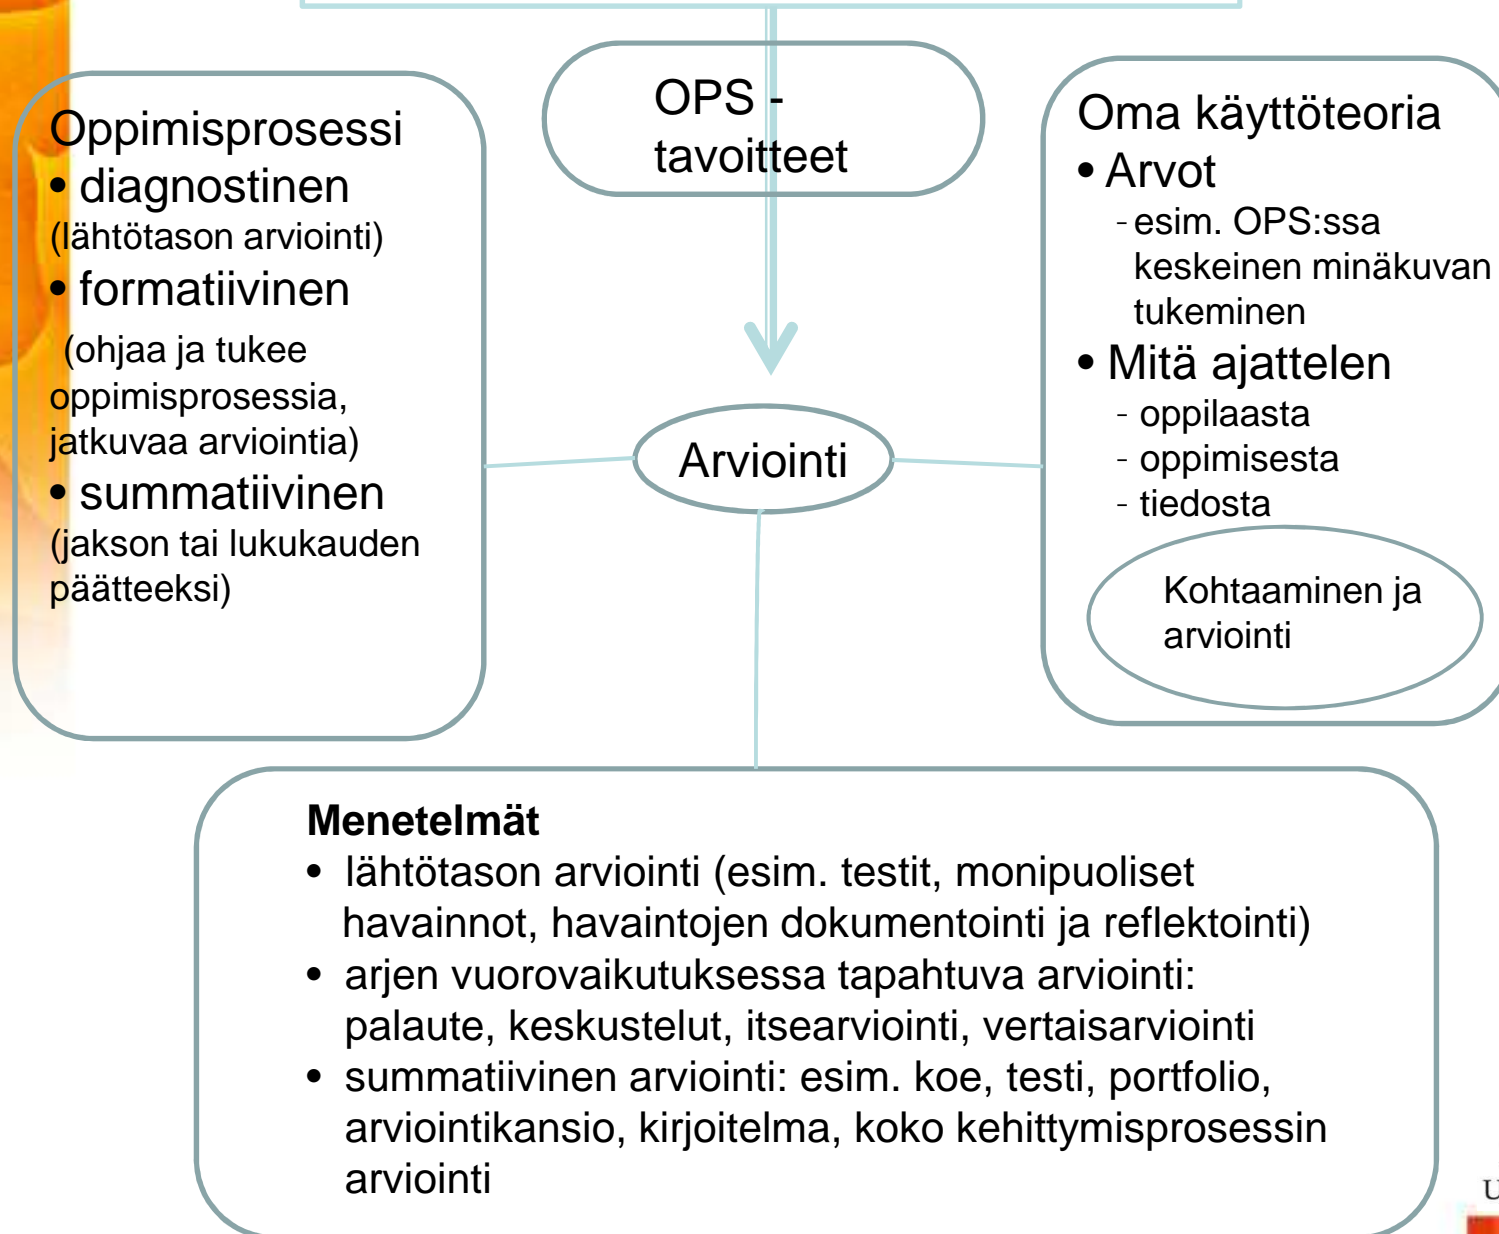 OPS -
tavoitteet
Oppimisprosessi
• diagnostinen
(lähtötason arviointi)
• formatiivinen
(ohjaa ja tukee
oppimisprosessia,
jatkuvaa arviointia)
• summatiivinen
(jakson tai lukukauden
päätteeksi)
Arviointi
Oma käyttöteoria
• Arvot
- esim. OPS:ssa
keskeinen minäkuvan
tukeminen
• Mitä ajattelen
- oppilaasta
- oppimisesta
- tiedosta
Kohtaaminen ja
arviointi
Menetelmät
• lähtötason arviointi (esim. testit, monipuoliset
havainnot, havaintojen dokumentointi ja reflektointi)
• arjen vuorovaikutuksessa tapahtuva arviointi:
palaute, keskustelut, itsearviointi, vertaisarviointi
• summatiivinen arviointi: esim. koe, testi, portfolio,
arviointikansio, kirjoitelma, koko kehittymisprosessin
arviointi